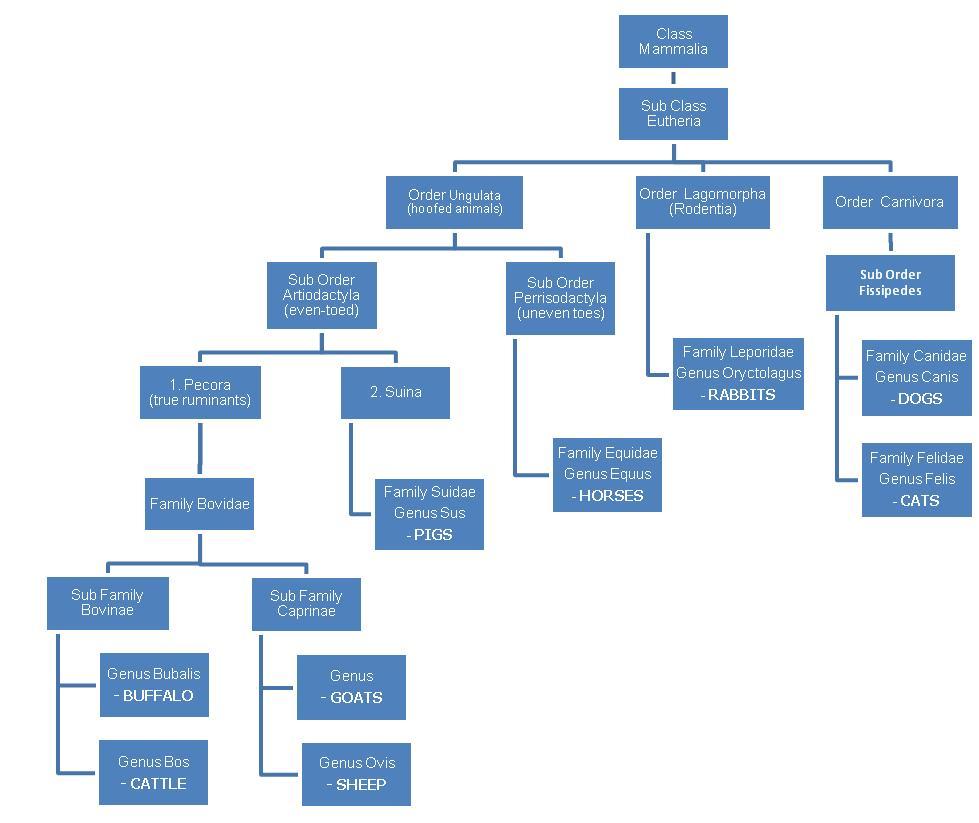 Class
Mammalia
Sub Class
Eutheria
Order Ungulata
(hoofed animals)
Order Lagomorpha
(Rodentia)
Order Carnivora
Sub Order
Artiodactyla
(even-toed)
Sub Order
Perrisodactyla
(uneven toes)
Sub Order
Fissipedes
1. Pecora
(true ruminants)
2. Suina
Family Leporidae
Genus Oryctolagus
- RABBITS
Family Canidae
Genus Canis
- DOGS
Family Bovidae
Family Suidae
Genus Sus
- PIGS
Family Equidae
Genus Equus
- HORSES
Family Felidae
Genus Felis
- CATS
Sub Family
Bovinae
Sub Family
Caprinae
Genus Bubalis
- BUFFALO
Genus
- GOATS
Genus Bos
- CATTLE
Genus Ovis
- SHEEP